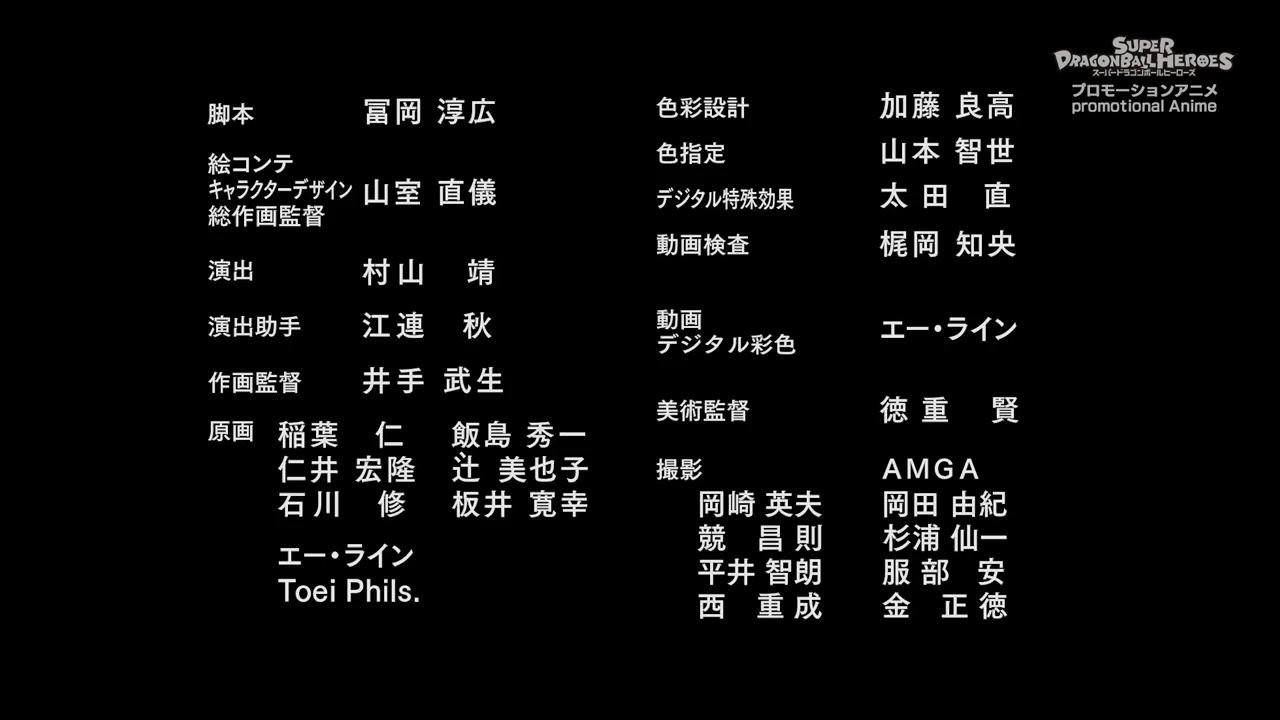 SUPER
DRAGONBALL HEROES
スーパードラゴンボールヒーローズ
プロモーションアニメ
promotional Anime
脚本 冨岡 淳広
絵コンテ
キャラクターデザイン 山室 直儀
総作画監督
演出 村山 靖
演出助手 江連 秋
作画監督 井手 武生
原画 稲葉 仁 飯島 秀一
仁井 宏隆 辻 美也子
石川 修 板井 寛幸
エー・ライン
Toei Phils.
色彩設計 加藤 良高
色指定 山本 智世
デジタル特殊効果 太田 直
動画検査 梶岡 知央
動画
デジタル彩色 エー・ライン
美術監督 徳重 賢
撮影 AMGA
岡崎 英夫 岡田 由紀
競 昌則 杉浦 仙一
平井 智朗 服部 安
西 重成 金 正徳